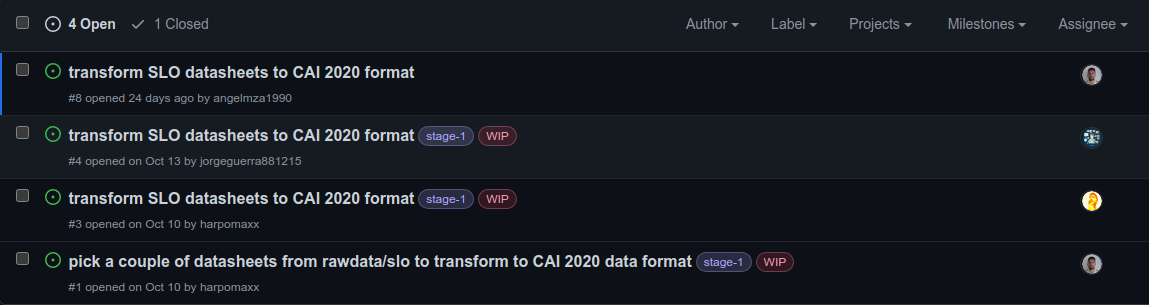 4 Open 1 Closed Author Label Projects Milestones Assignee
transform SLO datasheets to CAI 2020 format
#8 opened 24 days ago by angelmza1990
transform SLO datasheets to CAI 2020 format stage-1 WIP
#4 opened on Oct 13 by jorgeguerra881215
transform SLO datasheets to CAI 2020 format stage-1 WIP
#3 opened on Oct 10 by harpomaxx
pick a couple of datasheets from rawdata/slo to transform to CAI 2020 data format stage-1 WIP
#1 opened on Oct 10 by harpomaxx